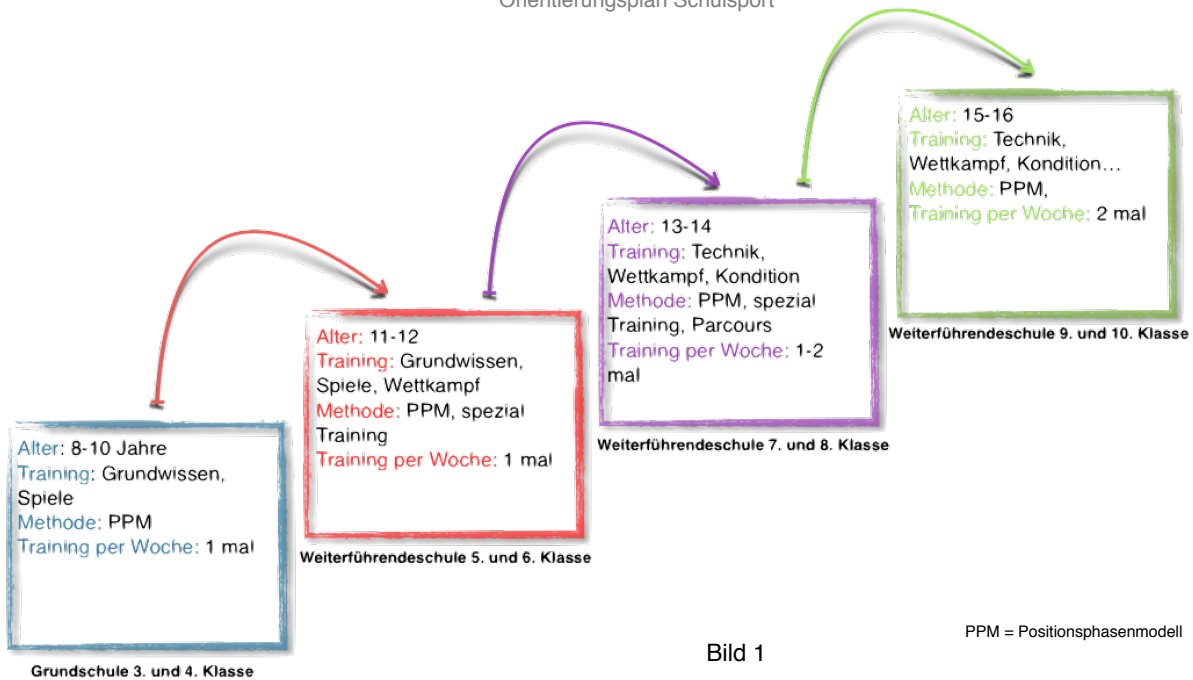 Orientierungsplan Schulsport
Alter: 15-16
Training: Technik,
Wettkampf, Kondition...
Methode: PPM,
Training per Woche: 2 mal
Weiterführendeschule 9. und 10. Klasse
Alter: 13-14
Training: Technik,
Wettkampf, Kondition
Methode: PPM, spezial
Training, Parcours
Training per Woche: 1-2
mal
Weiterführendeschule 7. und 8. Klasse
Alter: 11-12
Training: Grundwissen,
Spiele, Wettkampf
Methode: PPM, spezial
Training
Training per Woche: 1 mal
Weiterführendeschule 5. und 6. Klasse
Alter: 8-10 Jahre
Training: Grundwissen,
Spiele
Methode: PPM
Training per Woche: 1 mal
Grundschule 3. und 4. Klasse
PPM = Positionsphasenmodell
Bild 1